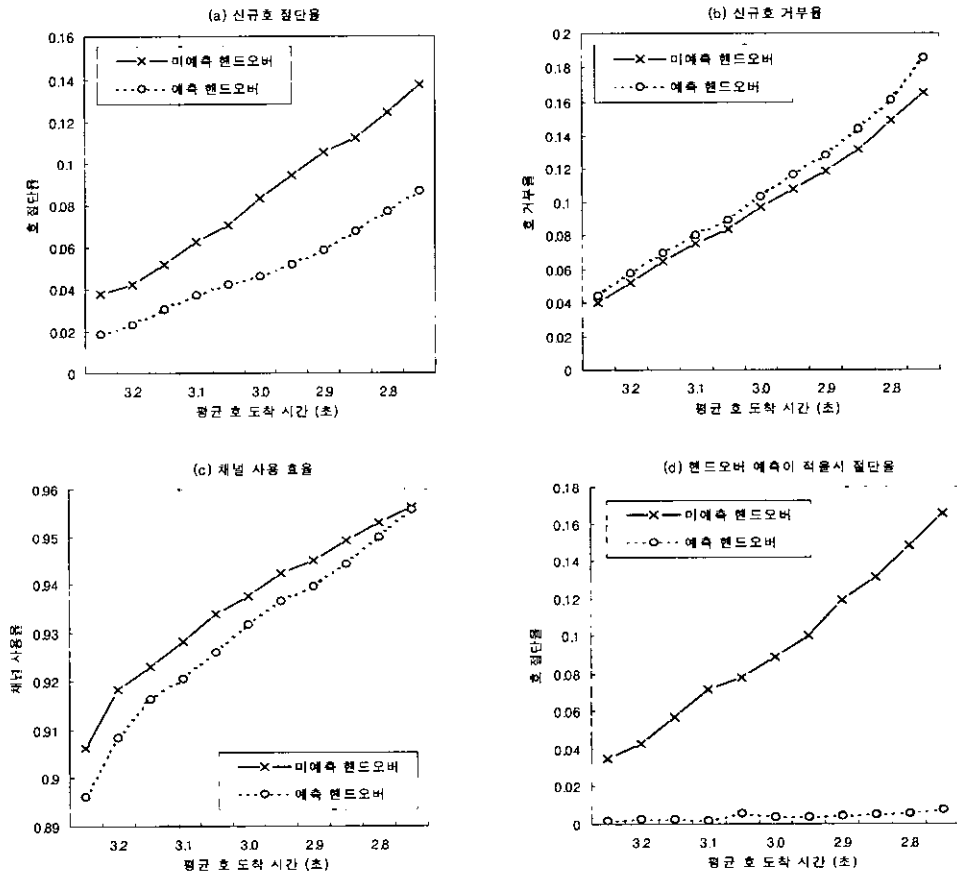 (a) 신규호 절단율
0.16
0.14
0.12
0.1
0.08
0.06
0.04
0.02
0
호 절단율
미예측 핸드오버
예측 핸드오버
3.2 3.1 3.0 2.9 2.8
평균 호 도착 시간 (초)
(b) 신규호 거부율
0.2
0.18
0.16
0.14
0.12
0.1
0.08
0.06
0.04
0.02
0
호 거부율
미예측 핸드오버
예측 핸드오버
3.2 3.1 3.0 2.9 2.8
평균 호 도착 시간 (초)
(c) 채널 사용 효율
0.96
0.95
0.94
0.93
0.92
0.91
0.9
0.89
채널 사용율
미예측 핸드오버
예측 핸드오버
3.2 3.1 3.0 2.9 2.8
평균 호 도착 시간 (초)
(d) 핸드오버 예측이 적을시 절단율
0.18
0.16
0.14
0.12
0.1
0.08
0.06
0.04
0.02
0
호 절단율
미예측 핸드오버
예측 핸드오버
3.2 3.1 3.0 2.9 2.8
평균 호 도착 시간 (초)